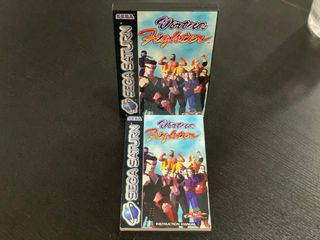 SEGA
Virtua
Fighter
SEGA SATURN
SEGA
Virtua
Fighter
SEGA SATURN
INSTRUCTION MANUAL